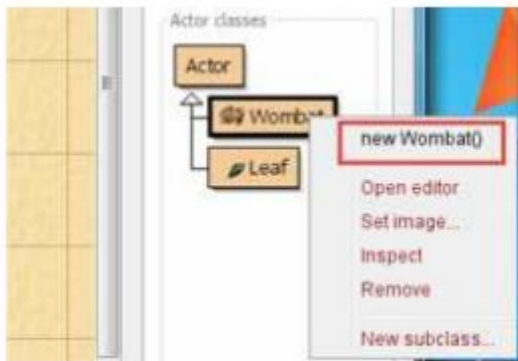 Actor classes
Actor
Wombat
Leaf
new Wombat()
Open editor
Set image...
Inspect
Remove
New subclass...